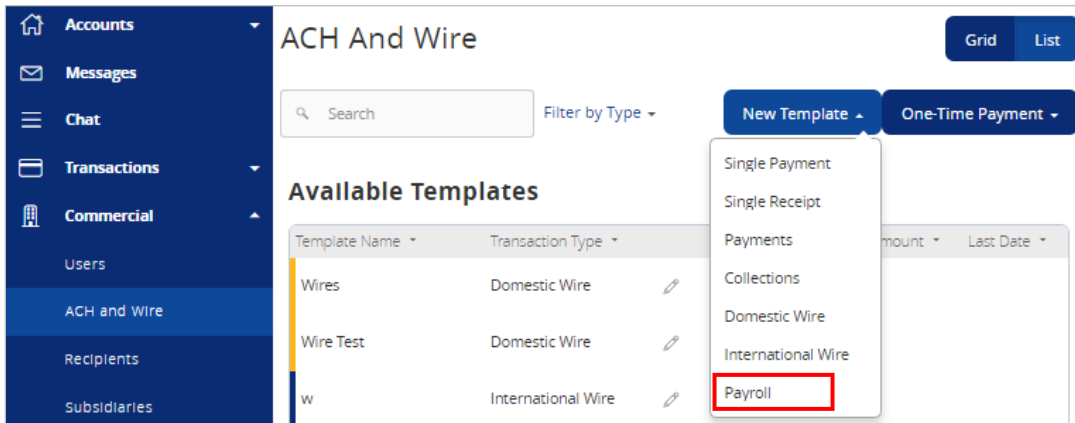 Accounts
Messages
Chat
Transactions
Commercial
Users
ACH and Wire
Recipients
Subsidiaries
ACH And Wire
Grid
List
Search
Filter by Type
New Template
One-Time Payment
Single Payment
Single Receipt
Payments
Collections
Domestic Wire
International Wire
Payroll
Available Templates
Template Name
Transaction Type
mount
Last Date
Wires
Domestic Wire
Wire Test
Domestic Wire
w
International Wire